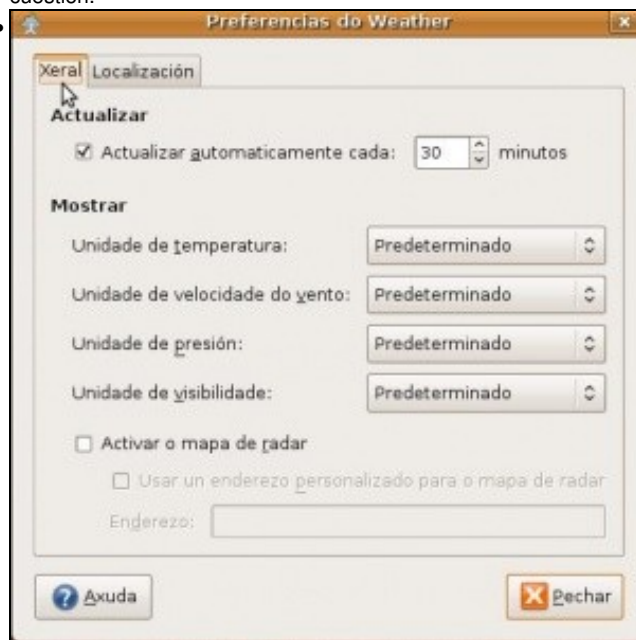 cuestión.
Preferencias do Weather
Xeral Localización
Actualizar
Actualizar automaticamente cada: 30 minutos
Mostrar
Unidade de temperatura: Predeterminado
Unidade de velocidade do vento: Predeterminado
Unidade de presión: Predeterminado
Unidade de visibilidade: Predeterminado
Activar o mapa de radar
Usar un enderezo personalizado para o mapa de radar
Enderezo:
Axuda Pechar